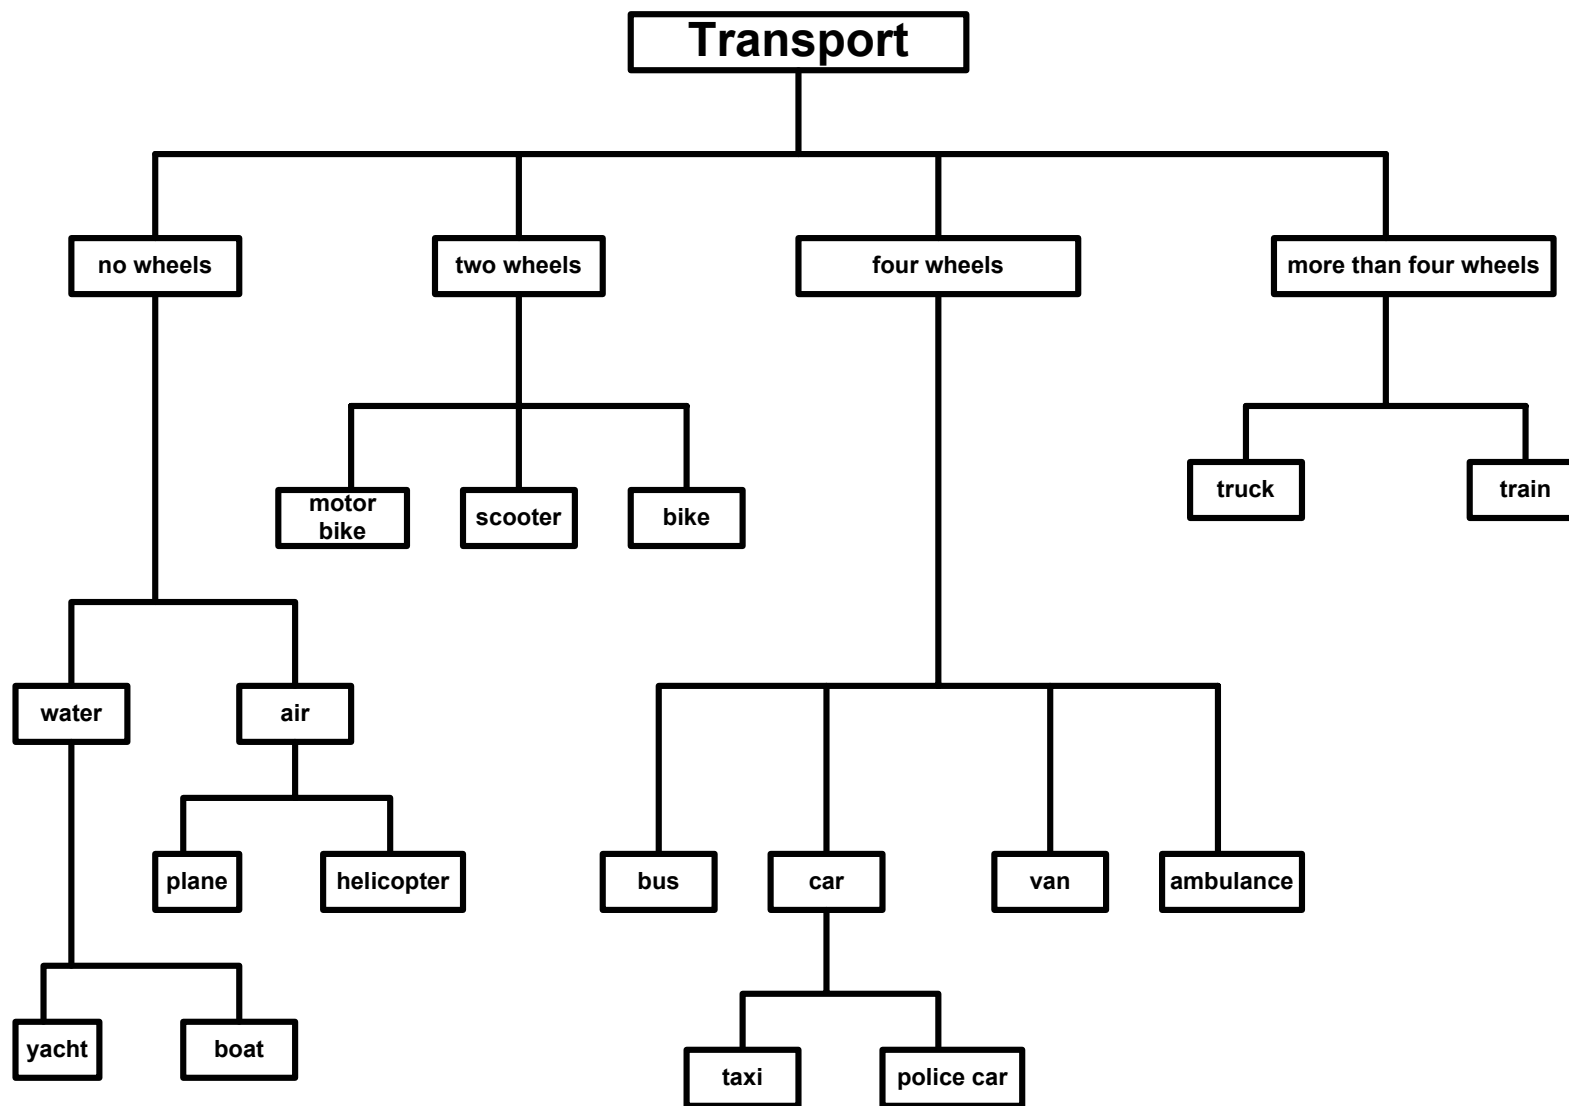 Transport
no wheels
two wheels
four wheels
more than four wheels
truck
train
motor
bike
scooter
bike
water
air
plane
helicopter
bus
car
van
ambulance
yacht
boat
taxi
police car